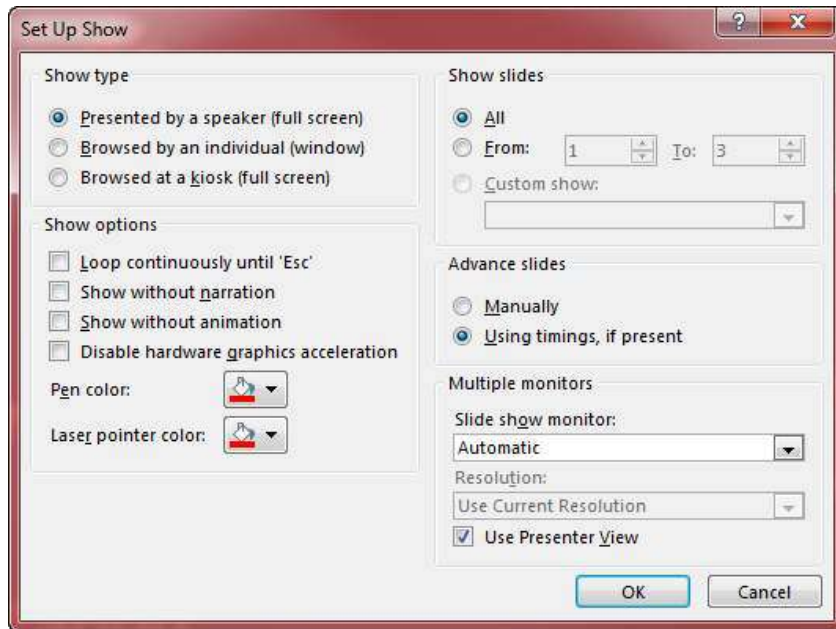 Set Up Show
Show type
Presented by a speaker (full screen)
Browsed by an individual (window)
Browsed at a kiosk (full screen)
Show options
Loop continuously until 'Esc'
Show without narration
Show without animation
Disable hardware graphics acceleration
Pen color:
Laser pointer color:
Show slides
All
From: 1 To: 3
Custom show:
Advance slides
Manually
Using timings, if present
Multiple monitors
Slide show monitor:
Automatic
Resolution:
Use Current Resolution
Use Presenter View
OK Cancel